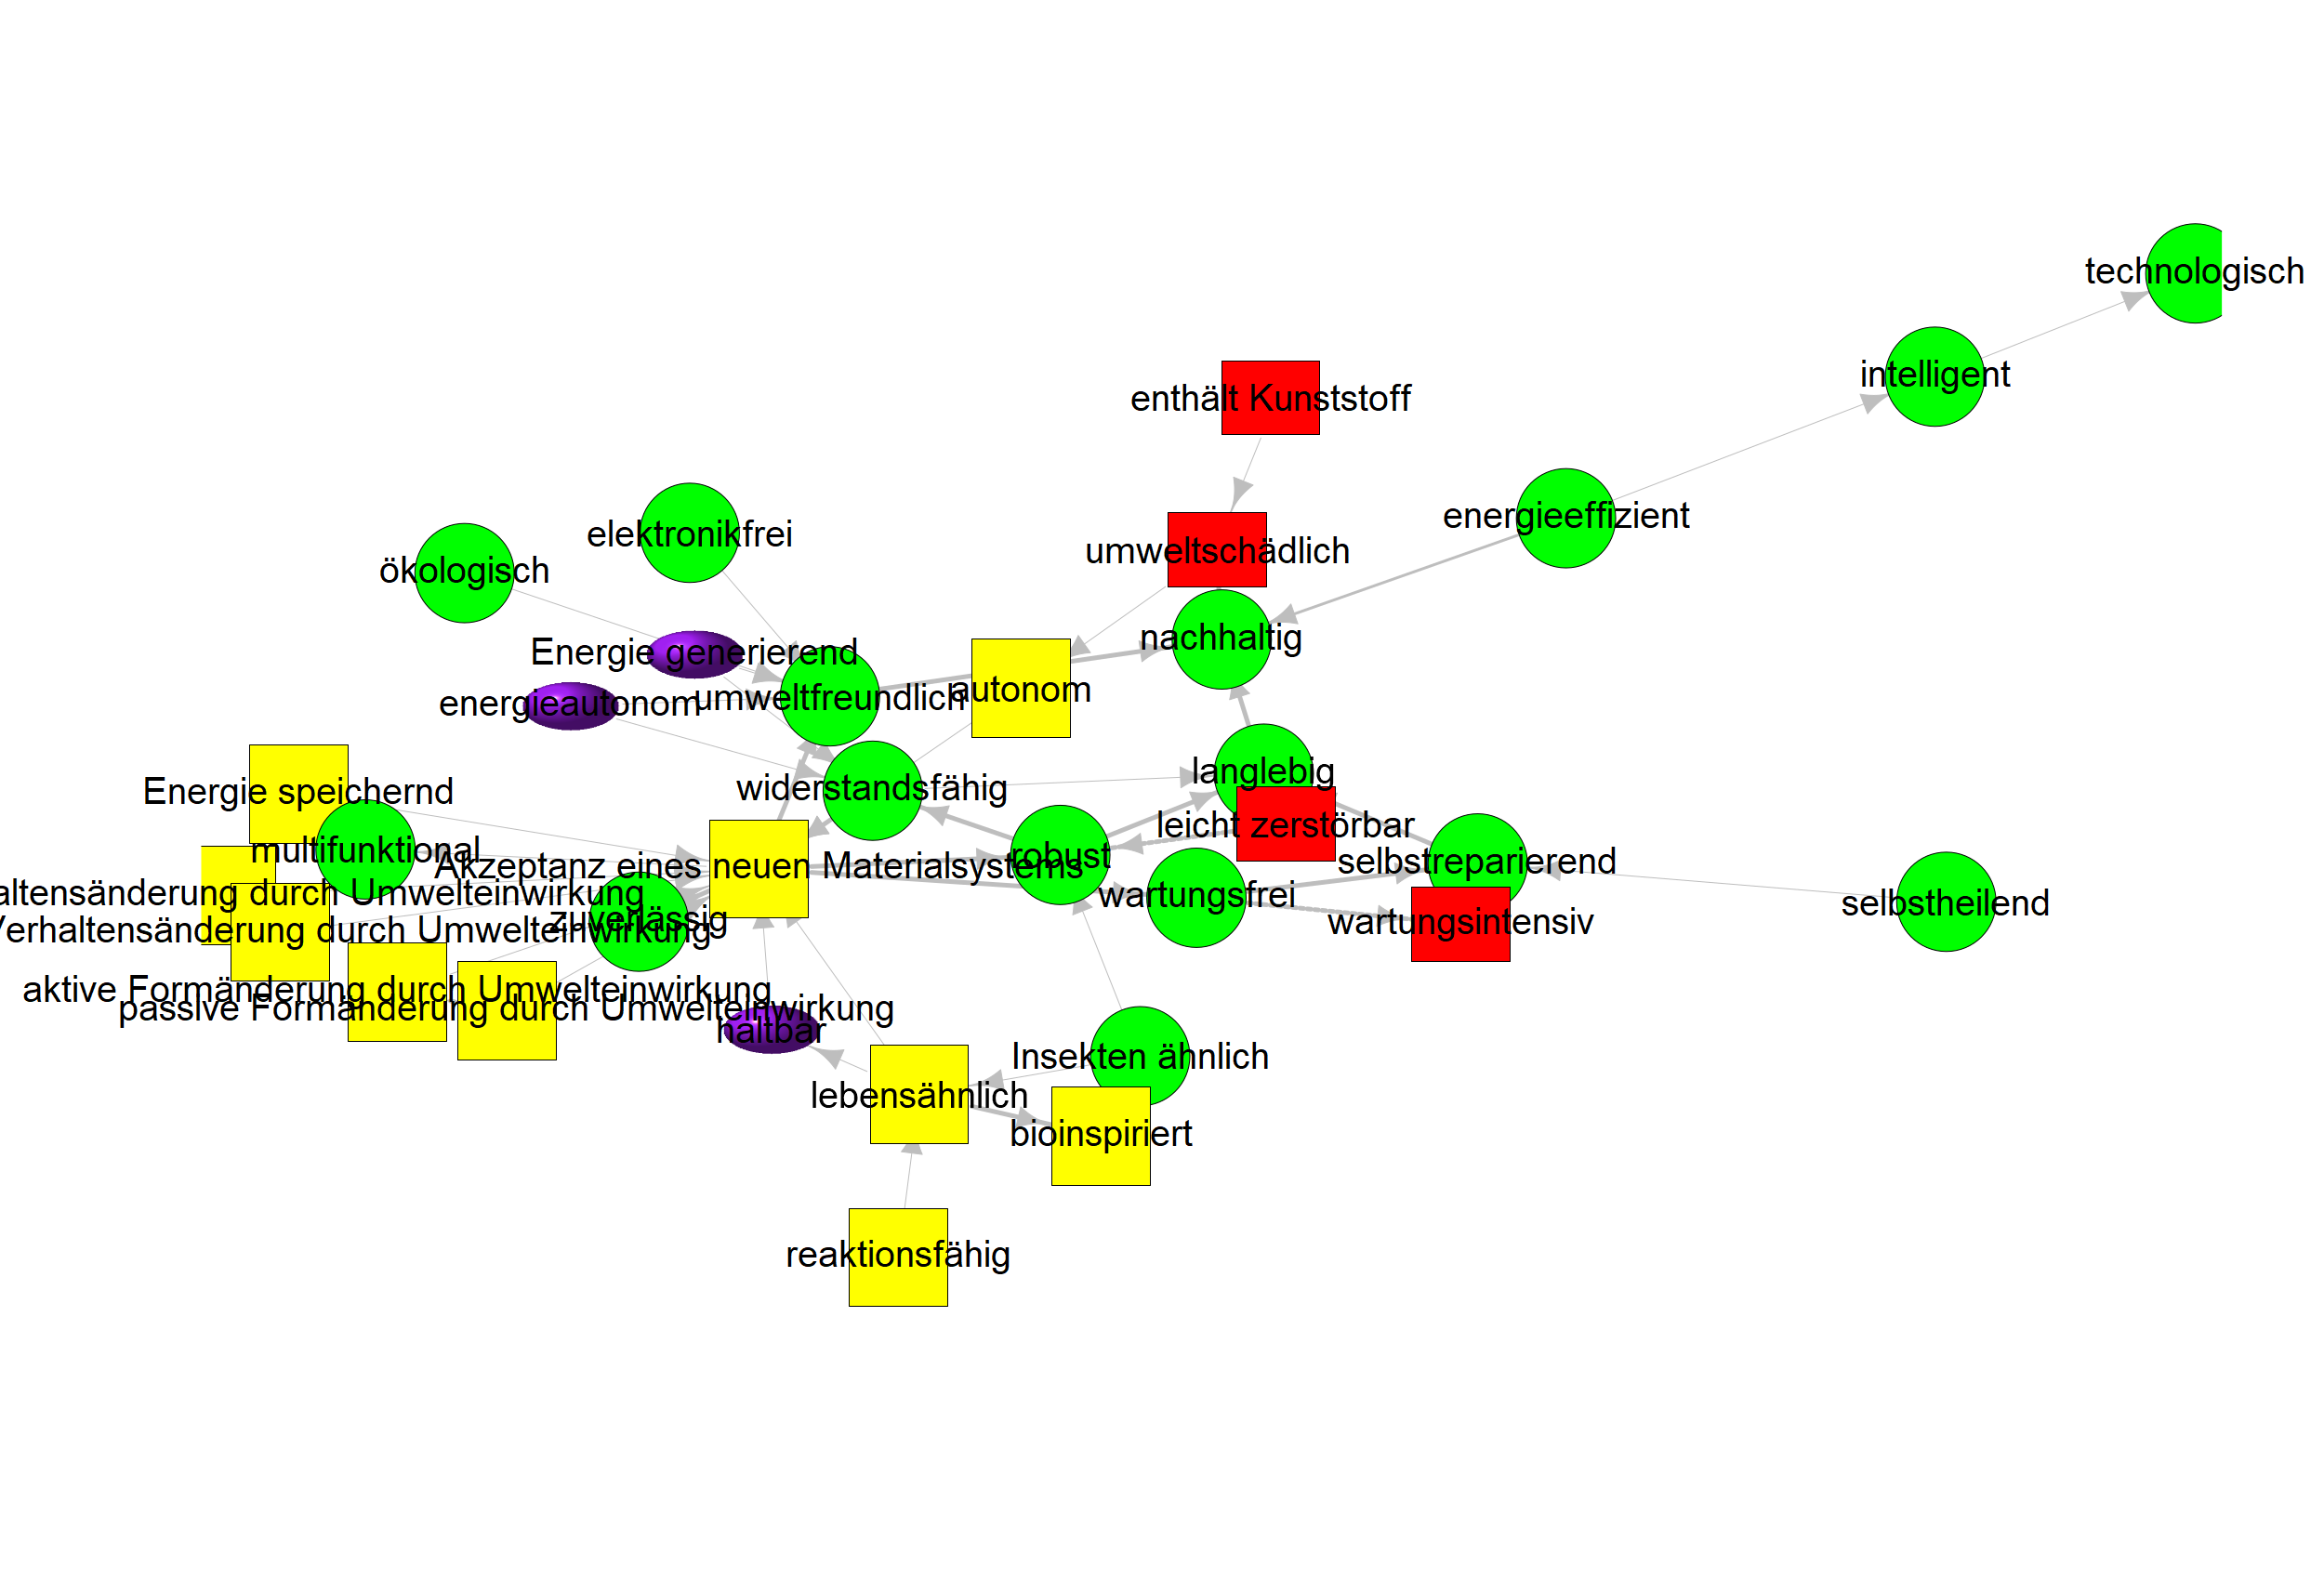 technologisch
intelligent
enthält Kunststoff
energieeffizient
elektronikfrei
umweltschädlich
ökologisch
nachhaltig
Energie generierend
autonom
umweltfreundlich
energieautonom
langlebig
widerstandsfähig
Energie speichernd
leicht zerstörbar
multifunktional
robust
selbstreparierend
Akzeptanz eines neuen Materialsystems
altensänderung durch Umwelteinwirkung
wartungsfrei
selbstheilend
zuverlässig
wartungsintensiv
Verhaltensänderung durch Umwelteinwirkung
aktive Formänderung durch Umwelteinwirkung
passive Formänderung durch Umwelteinwirkung
haltbar
Insekten ähnlich
lebensähnlich
bioinspiriert
reaktionsfähig